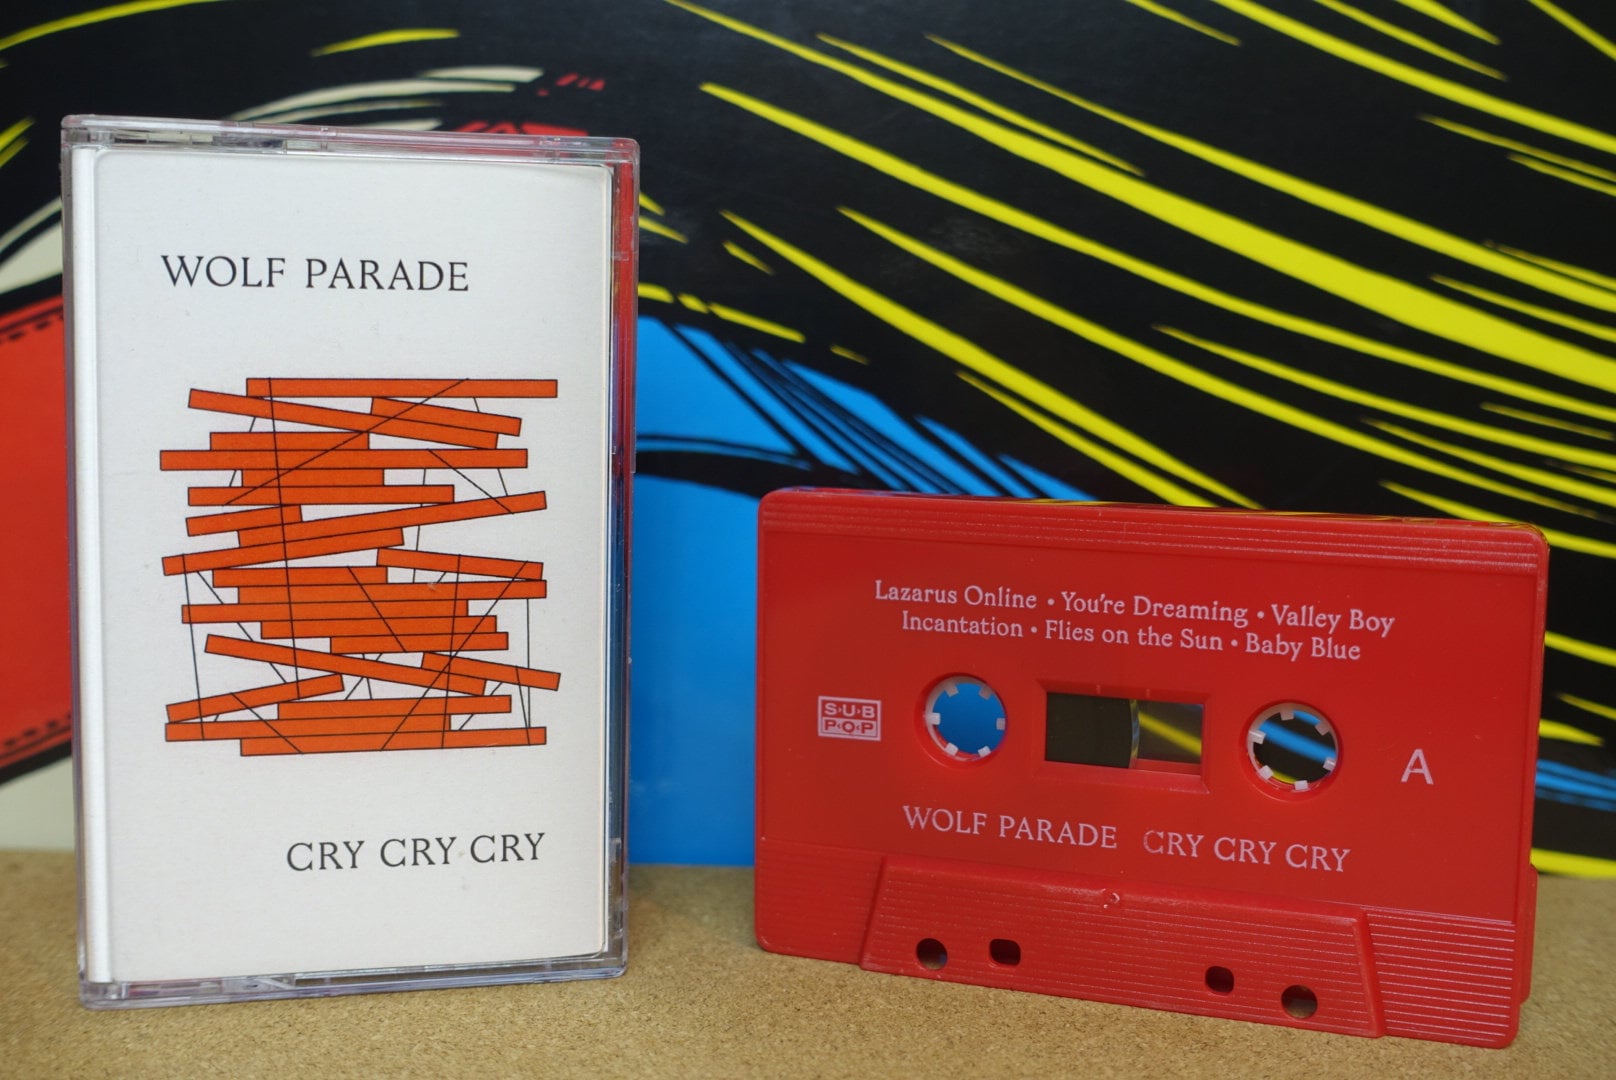 WOLF PARADE
CRY CRY CRY
Lazarus Online • You're Dreaming • Valley Boy
Incantation • Flies on the Sun • Baby Blue
SUB
POP
A
WOLF PARADE CRY CRY CRY